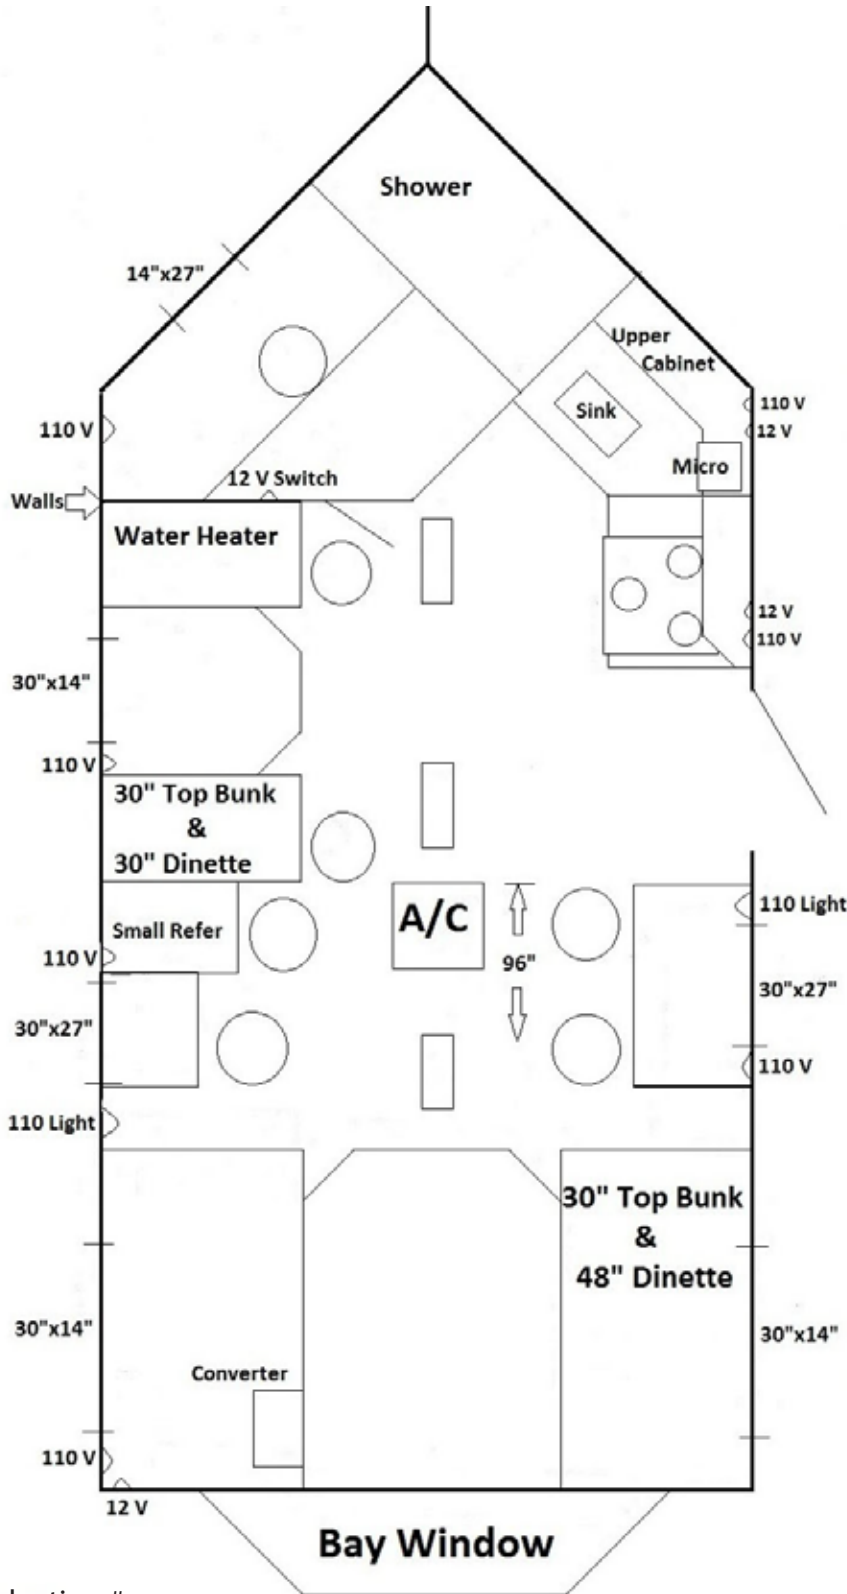 Shower
14"x27"
Upper
Cabinet
Sink
110 V
12 V
110 V
Micro
12 V Switch
Walls
Water Heater
12 V
110 V
30"x14"
110 V
30" Top Bunk
&
30" Dinette
A/C
110 Light
Small Refer
110 V
96"
30"x27"
30"x27"
110 V
110 Light
30" Top Bunk
&
48" Dinette
30"x14"
30"x14"
Converter
110 V
12 V
Bay Window